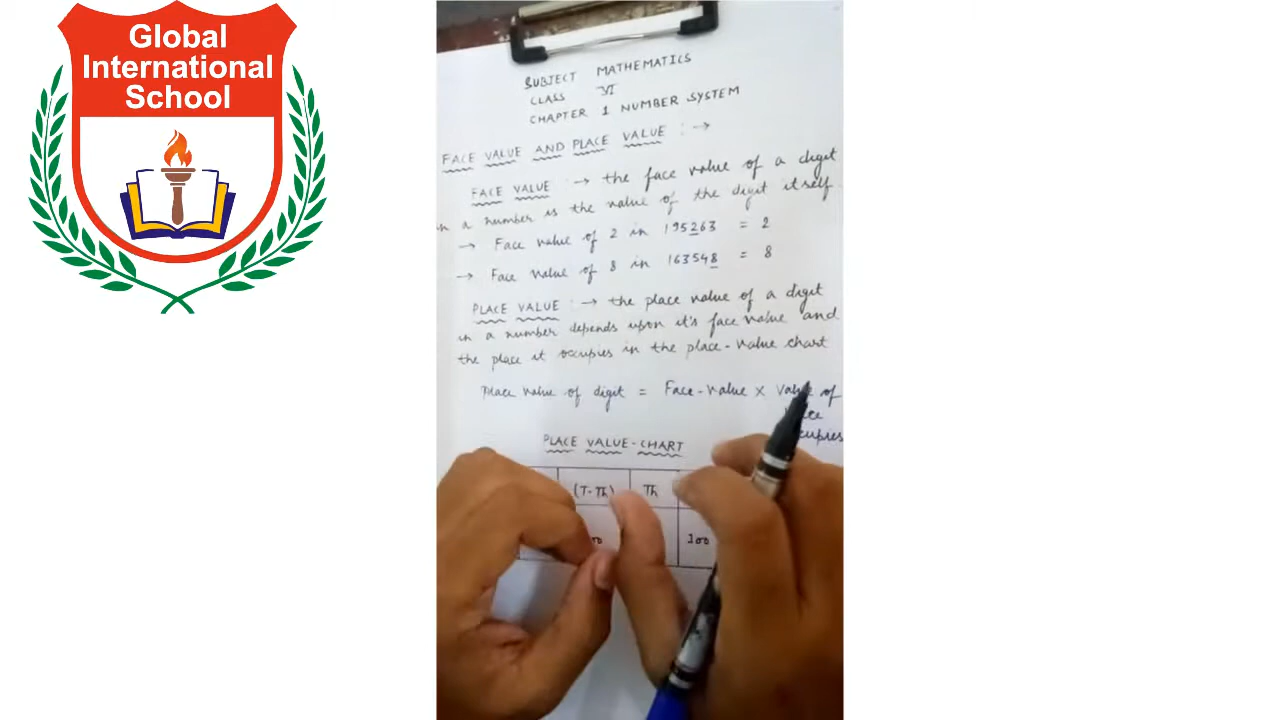 Global
International
School
SUBJECT MATHEMATICS
CLASS VI
CHAPTER 1 NUMBER SYSTEM
FACE VALUE AND PLACE VALUE : →
FACE VALUE : → the face value of a digit
in a number is the value of the digit itself
→ Face value of 2 in 195263 = 2
→ Face value of 8 in 163548 = 8
PLACE VALUE : → the place value of a digit
in a number depends upon it's face value and
the place it occupies in the place-value chart
Place value of digit = Face-value × value of
PLACE VALUE-CHART
(T-Th) Th
100